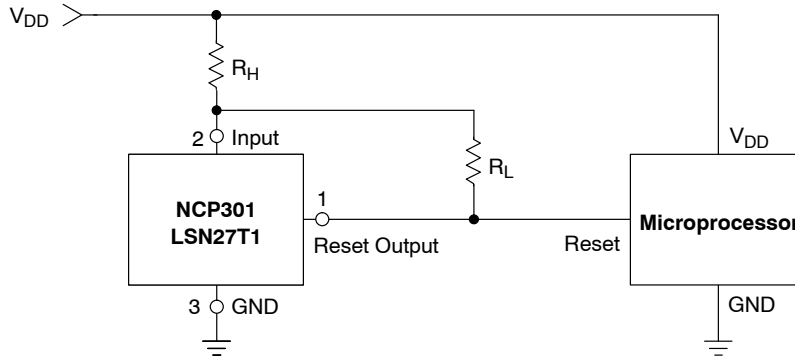 VDD
RH
2 Input
VDD
RL
NCP301
LSN27T1
1
Reset Output
Reset
Microprocessor
3 GND
GND